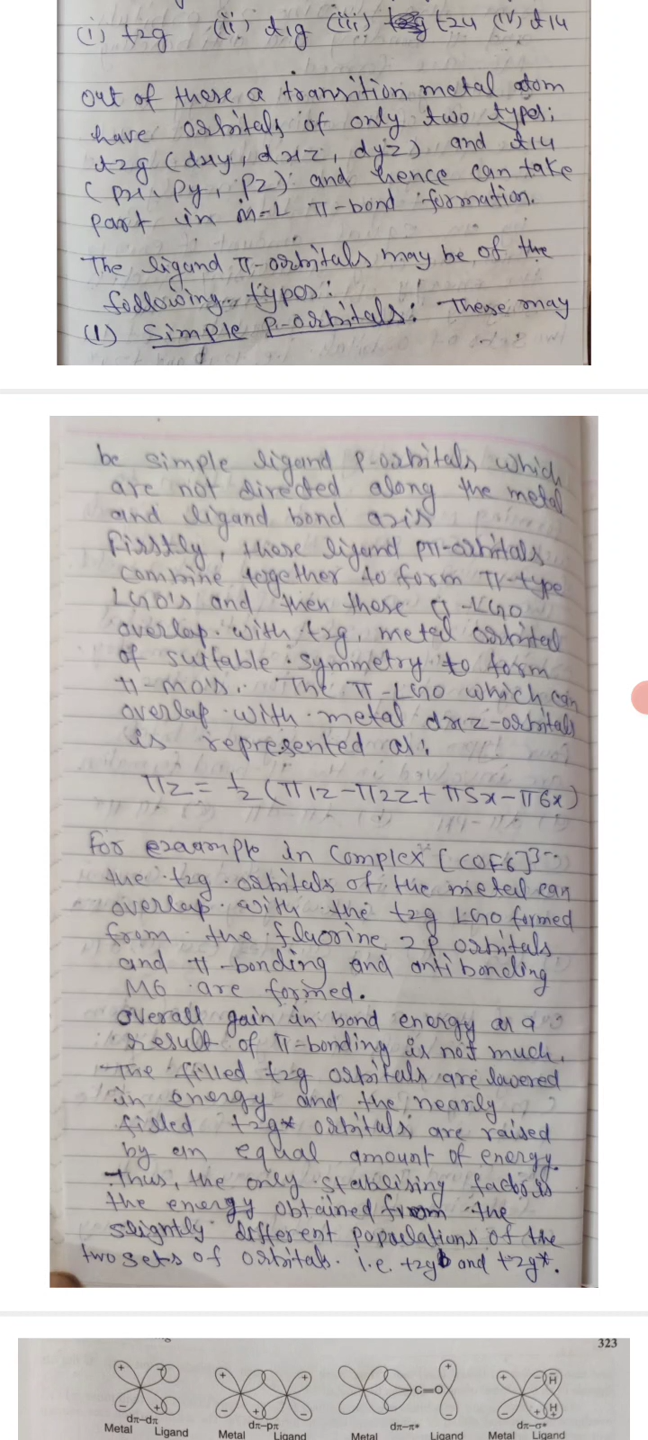 (i) t2g (ii) t1g (iii) t2u (iv) t1u
out of these a transition metal atom
have orbitals of only two types:
t2g (dxy, dxz, dyz) and t1u
(px, py, pz) and hence can take
part in M-L π-bond formation.
The ligand π-orbitals may be of the
following types:
(1) Simple p-orbitals: These may
be simple ligand p-orbitals which
are not directed along the metal
and ligand bond axis
Firstly, these ligand pπ-orbitals
combine together to form π-type
LGO's and then these π-LGO
overlap with t2g, metal orbital
of suitable symmetry to form
π-MO's. The π-LGO which can
overlap with metal dxz-orbitals
is represented as:
πz = 1/2 (π1z-π2z+π5x-π6x)
For example in complex [COF6]3-
the t2g orbitals of the metal can
overlap with the t2g LGO formed
from the fluorine 2p orbitals
and π-bonding and antibonding
MO are formed.
overall gain in bond energy as a
result of π-bonding is not much.
The filled t2g orbitals are lowered
in energy and the nearly
filled t2g* orbitals are raised
by an equal amount of energy.
Thus, the only stablising factor is
the energy obtained from the
slightly different populations of the
two sets of orbitals. i.e. t2gb and t2g*.
323
+ −
dπ–dπ
Metal Ligand
+ − + −
dπ–pπ
Metal Ligand
C=O + −
dπ–π*
Metal Ligand
+ − − H + H
dπ–σ*
Metal Ligand